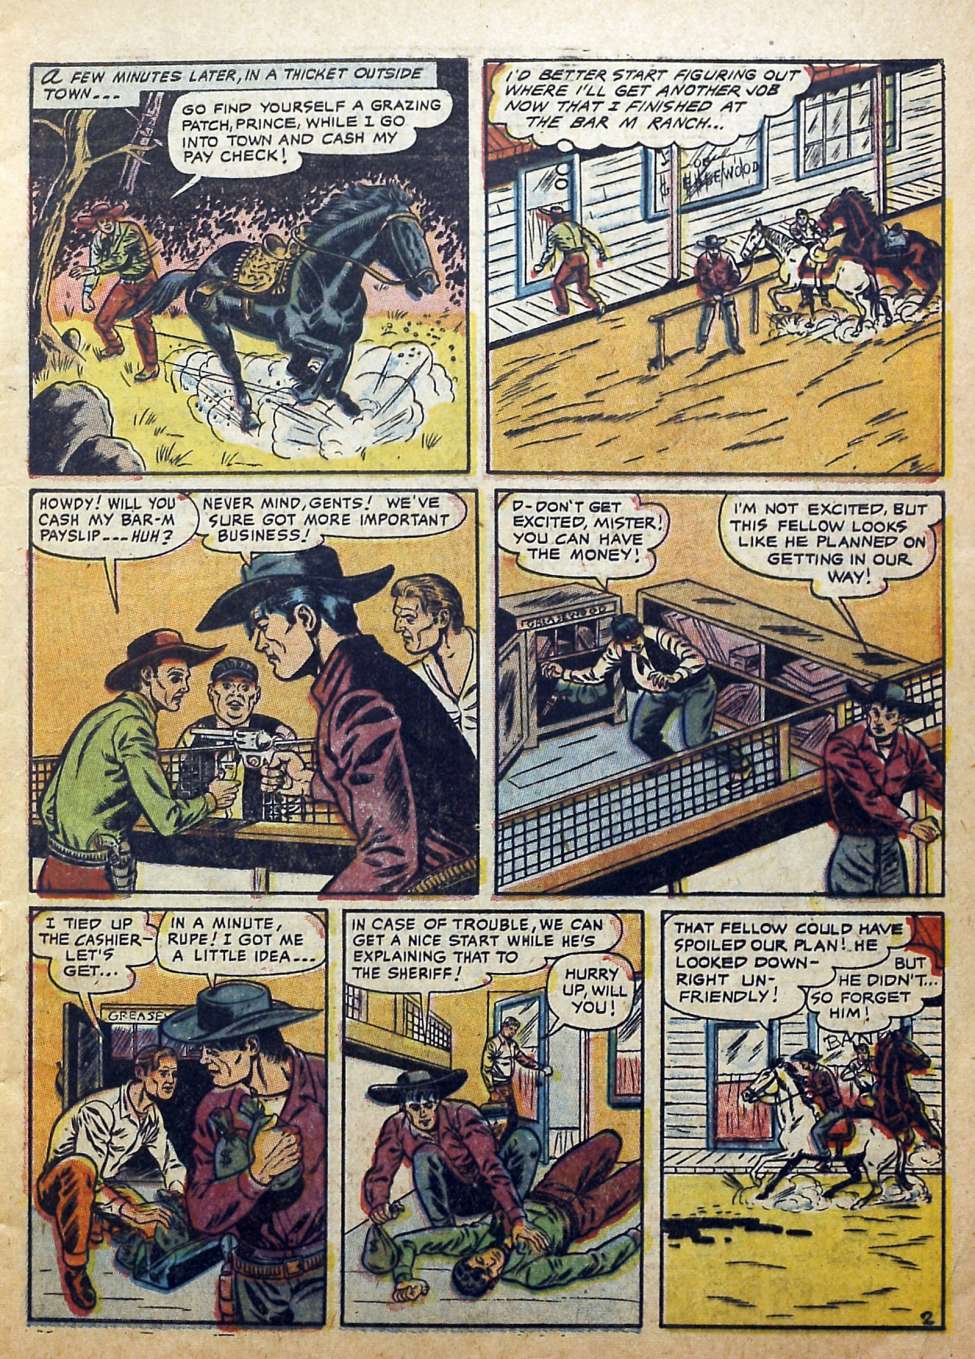 A FEW MINUTES LATER, IN A THICKET OUTSIDE
TOWN---
GO FIND YOURSELF A GRAZING
PATCH, PRINCE, WHILE I GO
INTO TOWN AND CASH MY
PAY CHECK!
I'D BETTER START FIGURING OUT
WHERE I'LL GET ANOTHER JOB
NOW THAT I FINISHED AT
THE BAR M RANCH...
HOWDY! WILL YOU
CASH MY BAR-M
PAYSLIP---HUH?
NEVER MIND, GENTS! WE'VE
SURE GOT MORE IMPORTANT
BUSINESS!
D-DON'T GET
EXCITED, MISTER!
YOU CAN HAVE
THE MONEY!
I'M NOT EXCITED, BUT
THIS FELLOW LOOKS
LIKE HE PLANNED ON
GETTING IN OUR
WAY!
GREASEWOOD
I TIED UP
THE CASHIER-
LET'S
GET...
IN A MINUTE,
RUPE! I GOT ME
A LITTLE IDEA...
GREASEW
$
IN CASE OF TROUBLE, WE CAN
GET A NICE START WHILE HE'S
EXPLAINING THAT TO
THE SHERIFF!
HURRY
UP, WILL
YOU!
THAT FELLOW COULD HAVE
SPOILED OUR PLAN! HE
LOOKED DOWN-
RIGHT UN-
FRIENDLY!
BUT
HE DIDN'T...
SO FORGET
HIM!
BANK
2